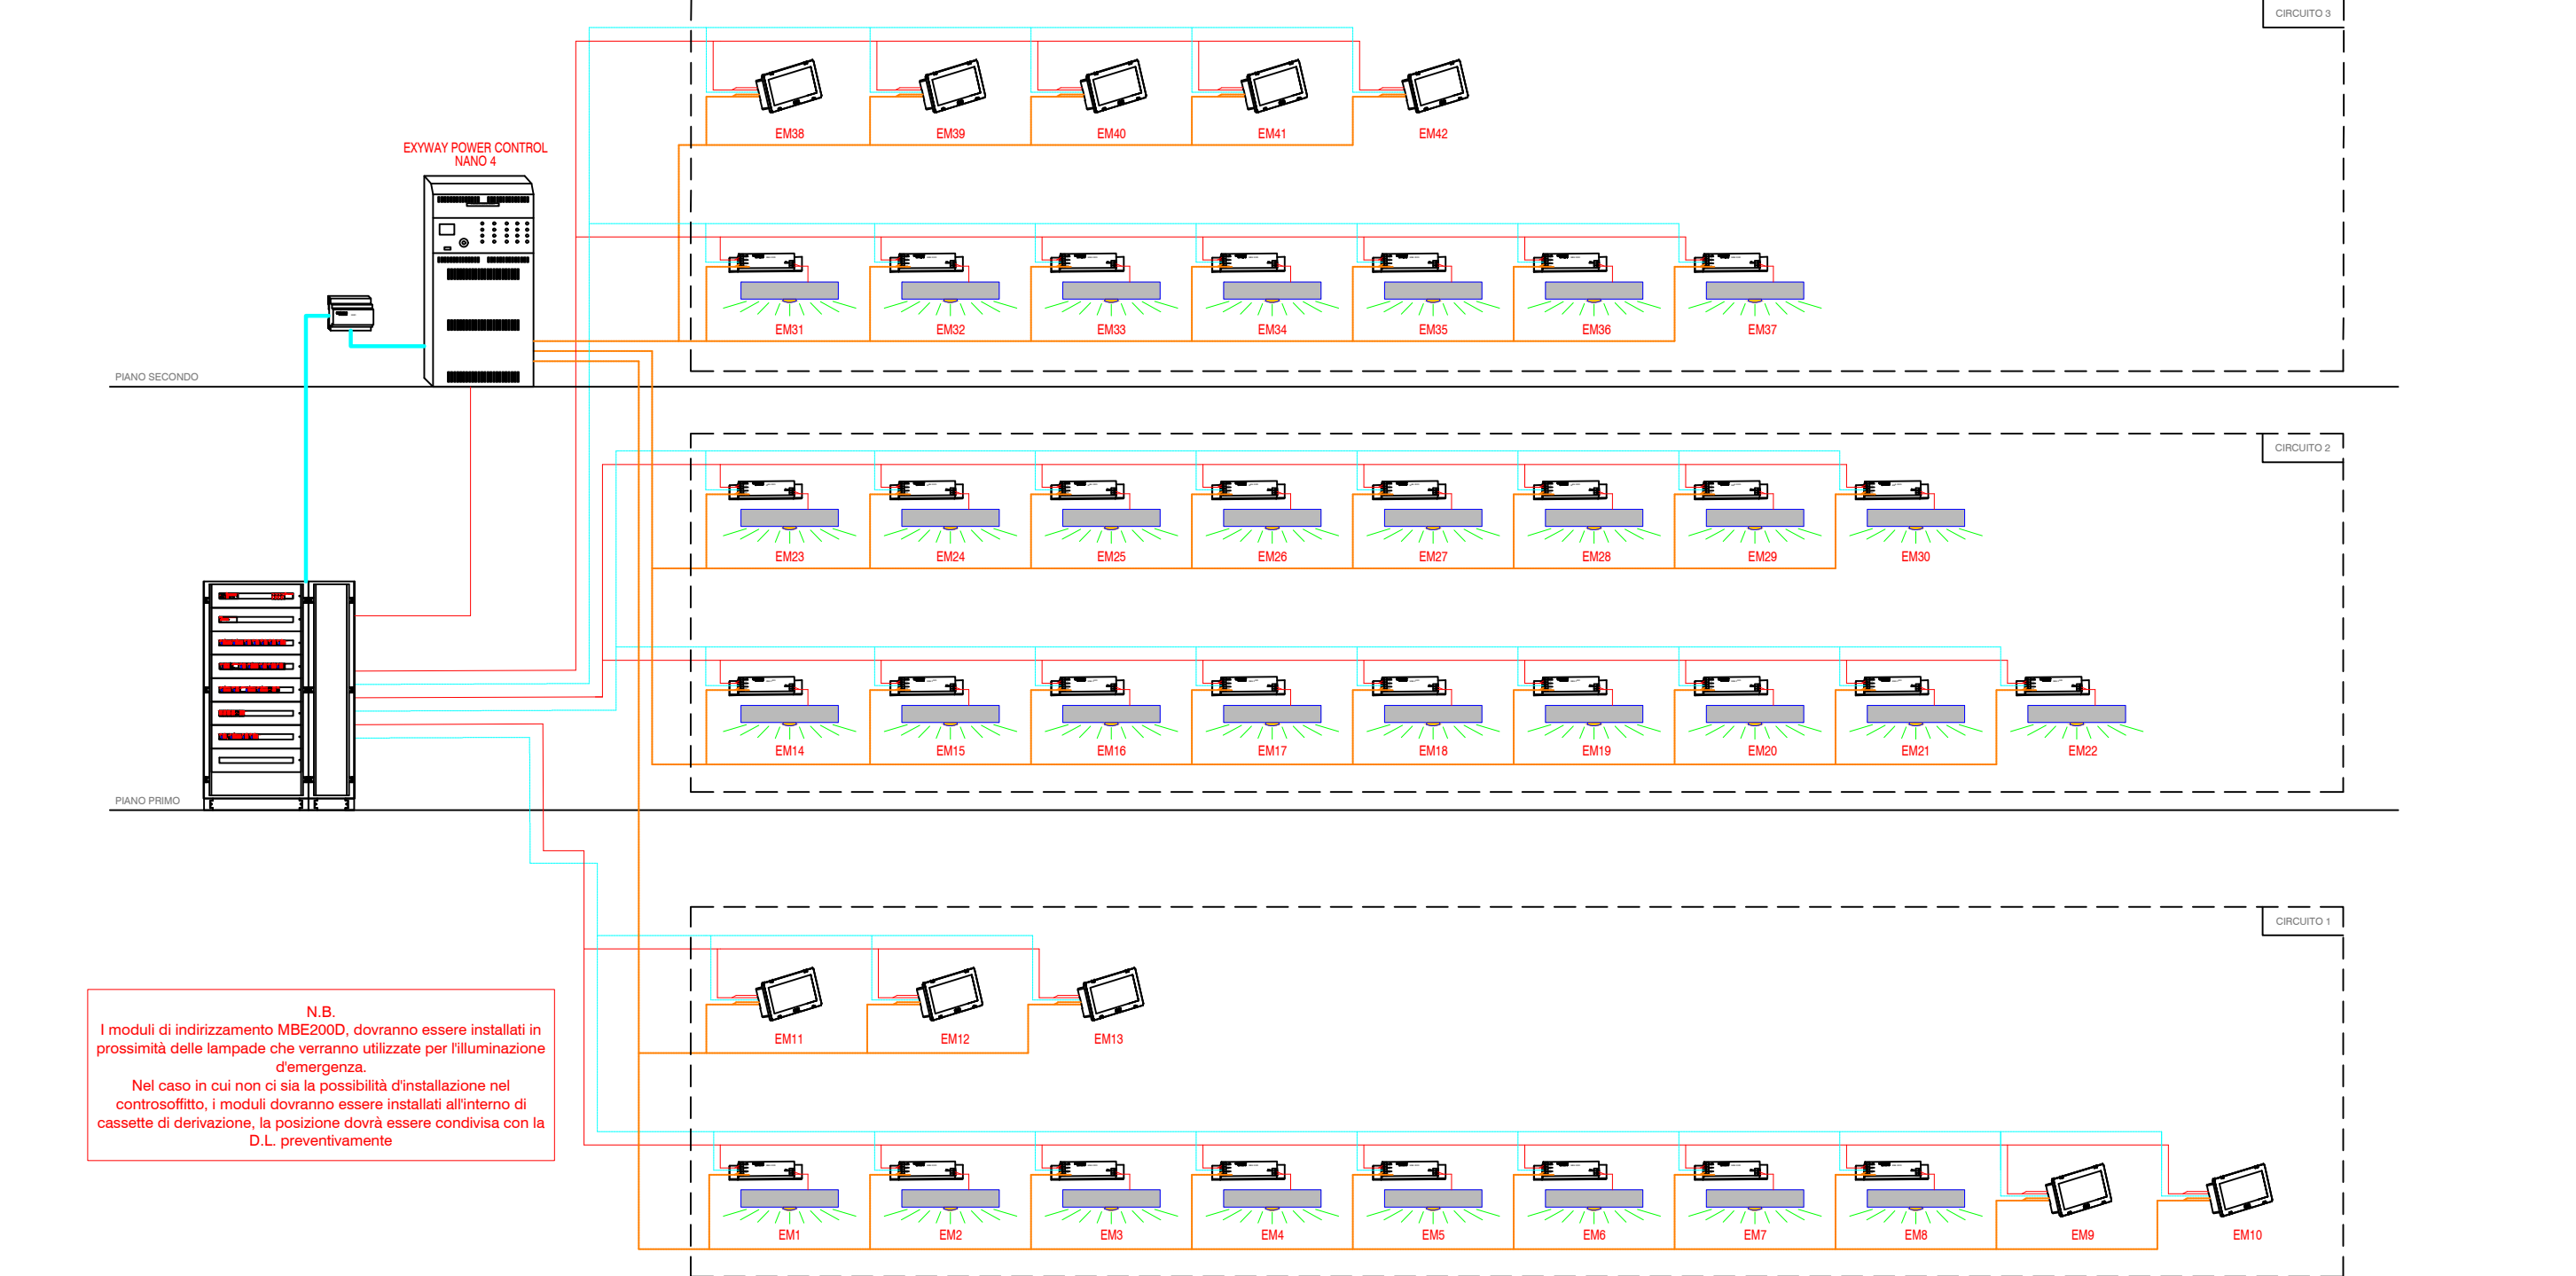 CIRCUITO 3
EM38 EM39 EM40 EM41 EM42
EXYWAY POWER CONTROL
NANO 4
EM31 EM32 EM33 EM34 EM35 EM36 EM37
PIANO SECONDO
CIRCUITO 2
EM23 EM24 EM25 EM26 EM27 EM28 EM29 EM30
EM14 EM15 EM16 EM17 EM18 EM19 EM20 EM21 EM22
PIANO PRIMO
CIRCUITO 1
EM11 EM12 EM13
N.B.
I moduli di indirizzamento MBE200D, dovranno essere installati in
prossimità delle lampade che verranno utilizzate per l'illuminazione
d'emergenza.
Nel caso in cui non ci sia la possibilità d'installazione nel
controsoffitto, i moduli dovranno essere installati all'interno di
cassette di derivazione, la posizione dovrà essere condivisa con la
D.L. preventivamente
EM1 EM2 EM3 EM4 EM5 EM6 EM7 EM8 EM9 EM10